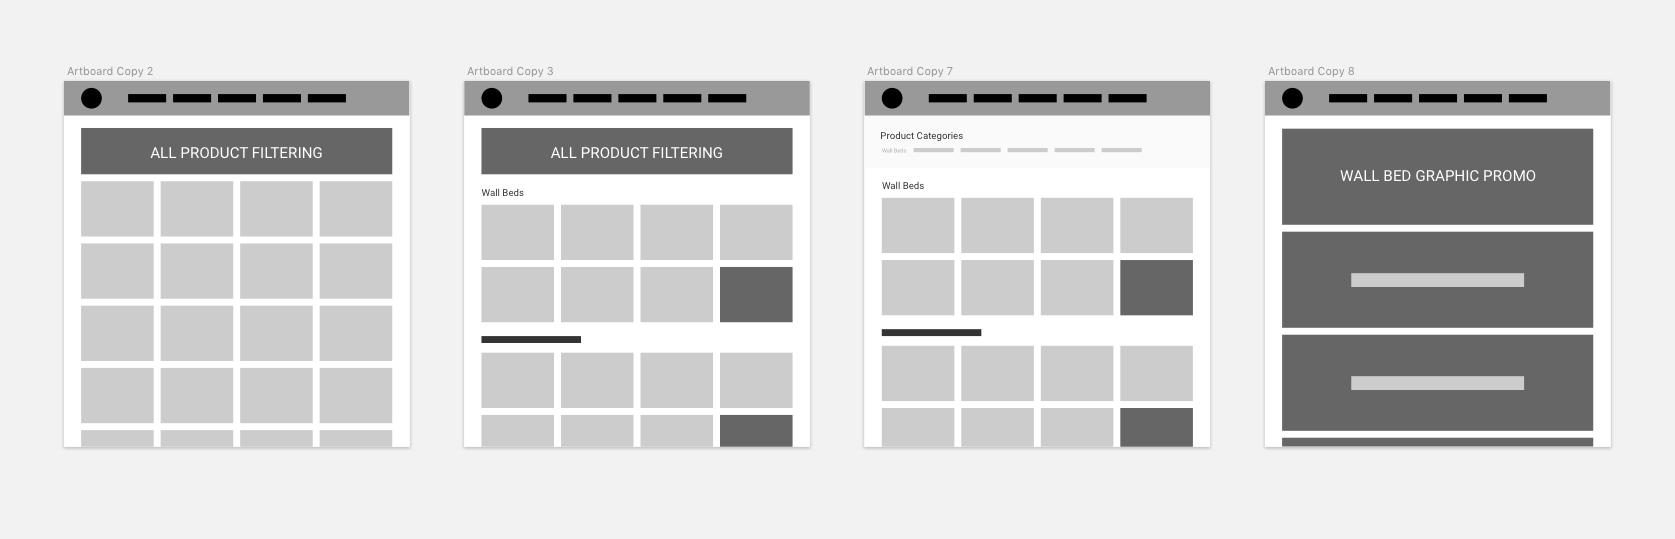 Artboard Copy 2
ALL PRODUCT FILTERING
Artboard Copy 3
ALL PRODUCT FILTERING
Wall Beds
Artboard Copy 7
Product Categories
Wall Beds
Wall Beds
Artboard Copy 8
WALL BED GRAPHIC PROMO